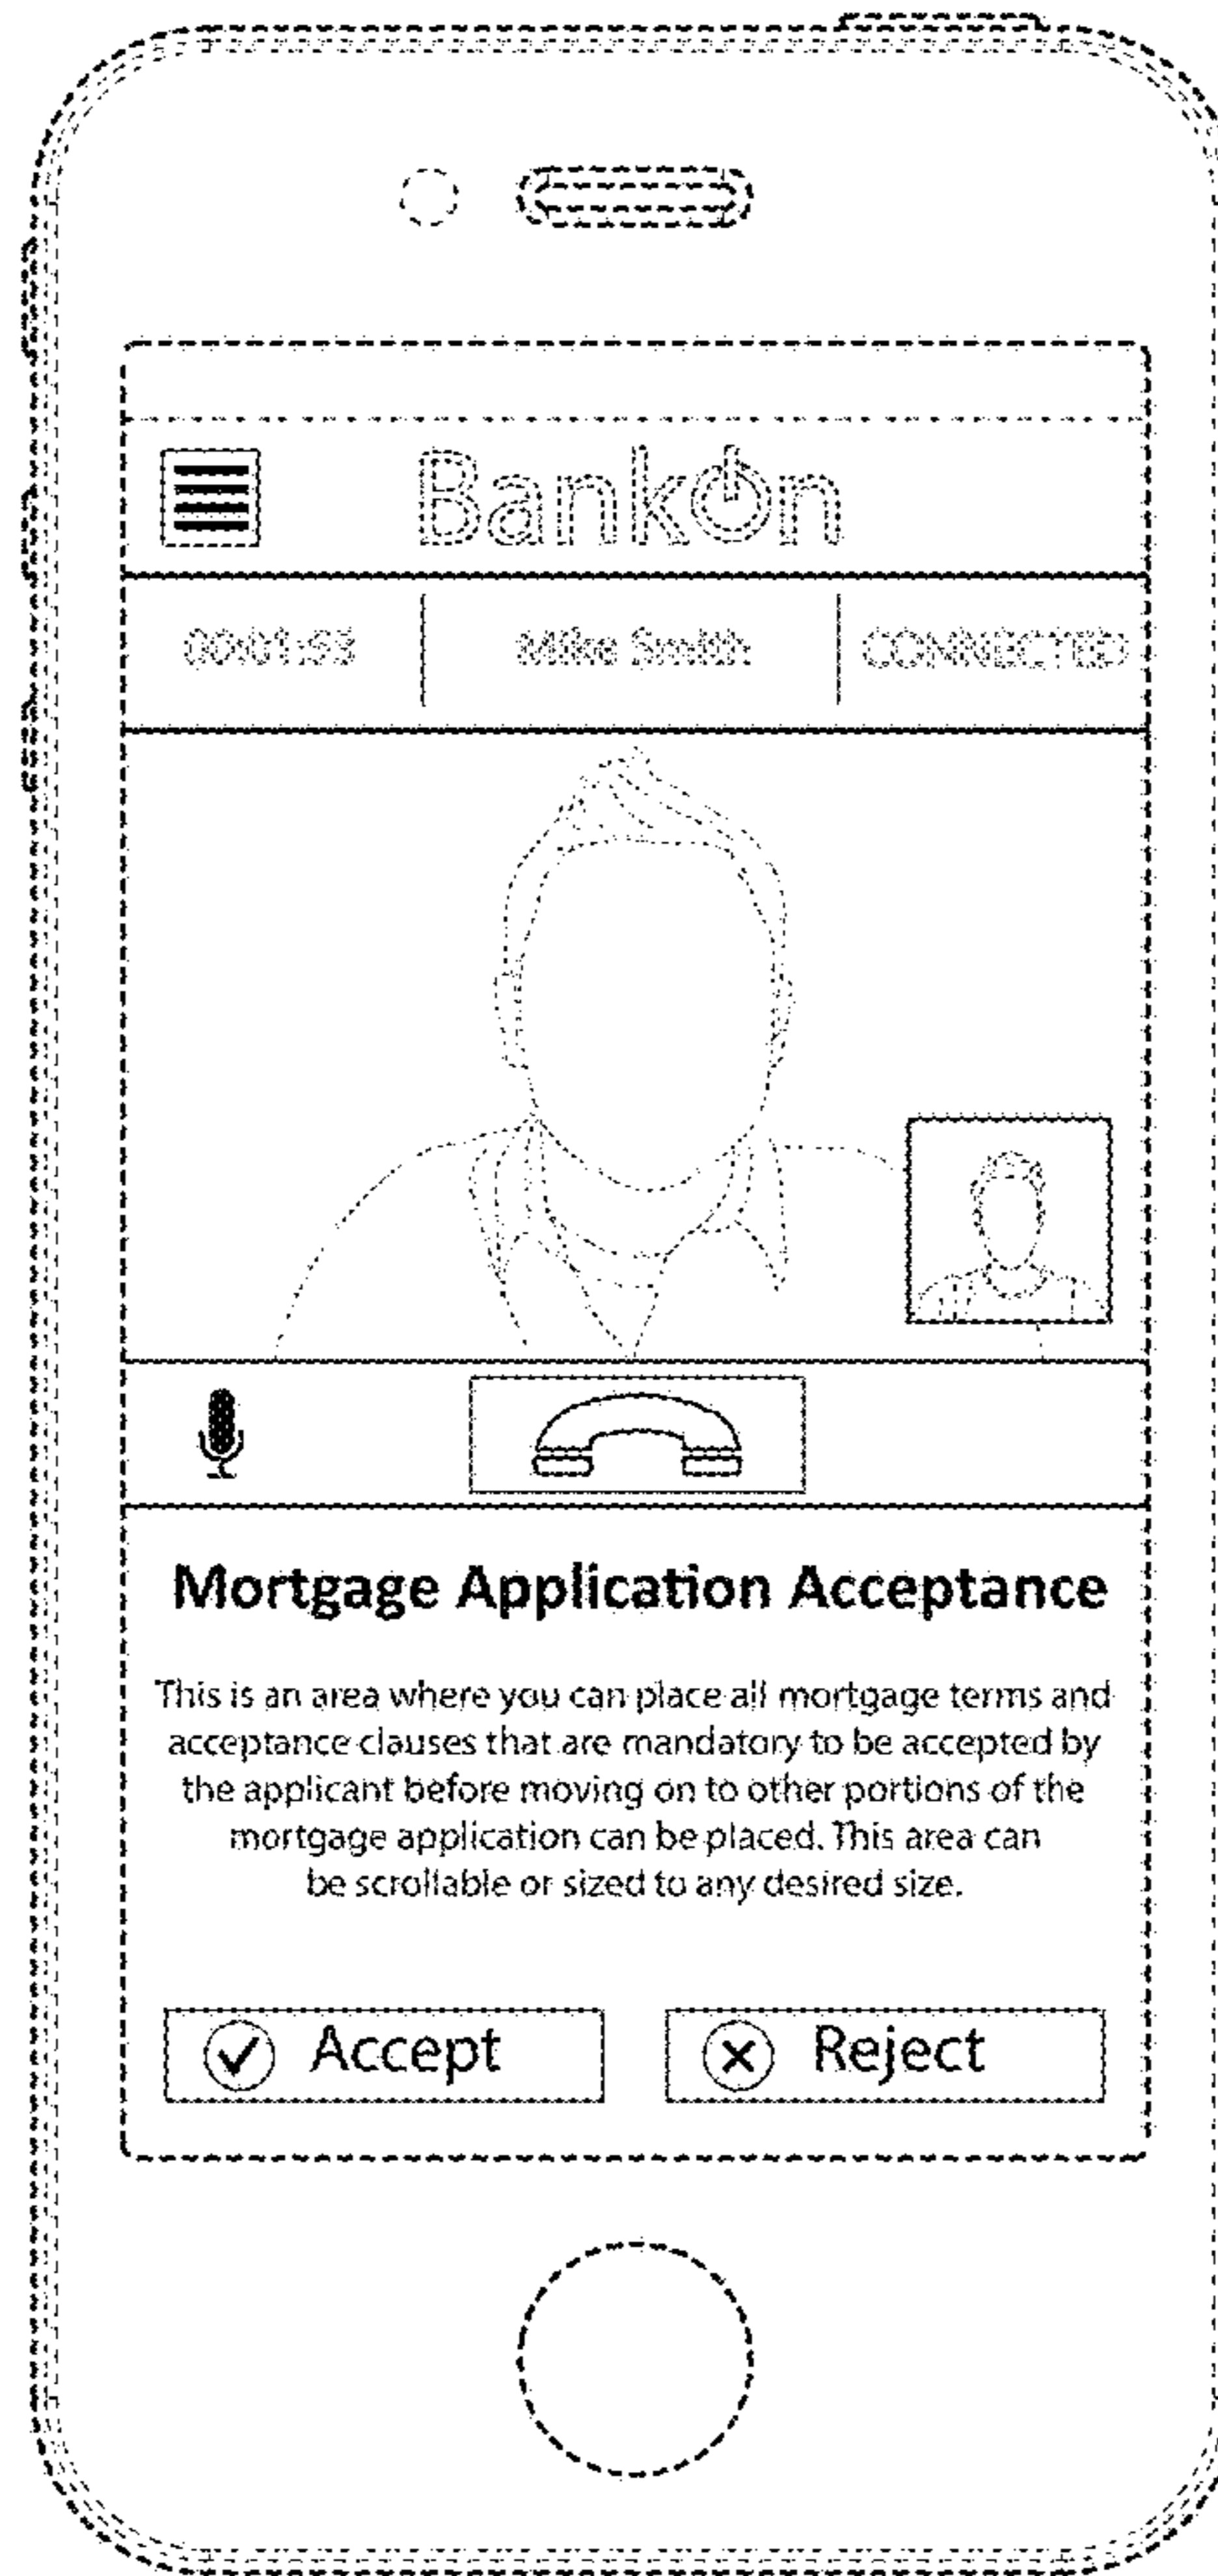 BankOn
00:01:53 Mike Smith CONNECTED
Mortgage Application Acceptance
This is an area where you can place all mortgage terms and
acceptance clauses that are mandatory to be accepted by
the applicant before moving on to other portions of the
mortgage application can be placed. This area can
be scrollable or sized to any desired size.
Accept Reject